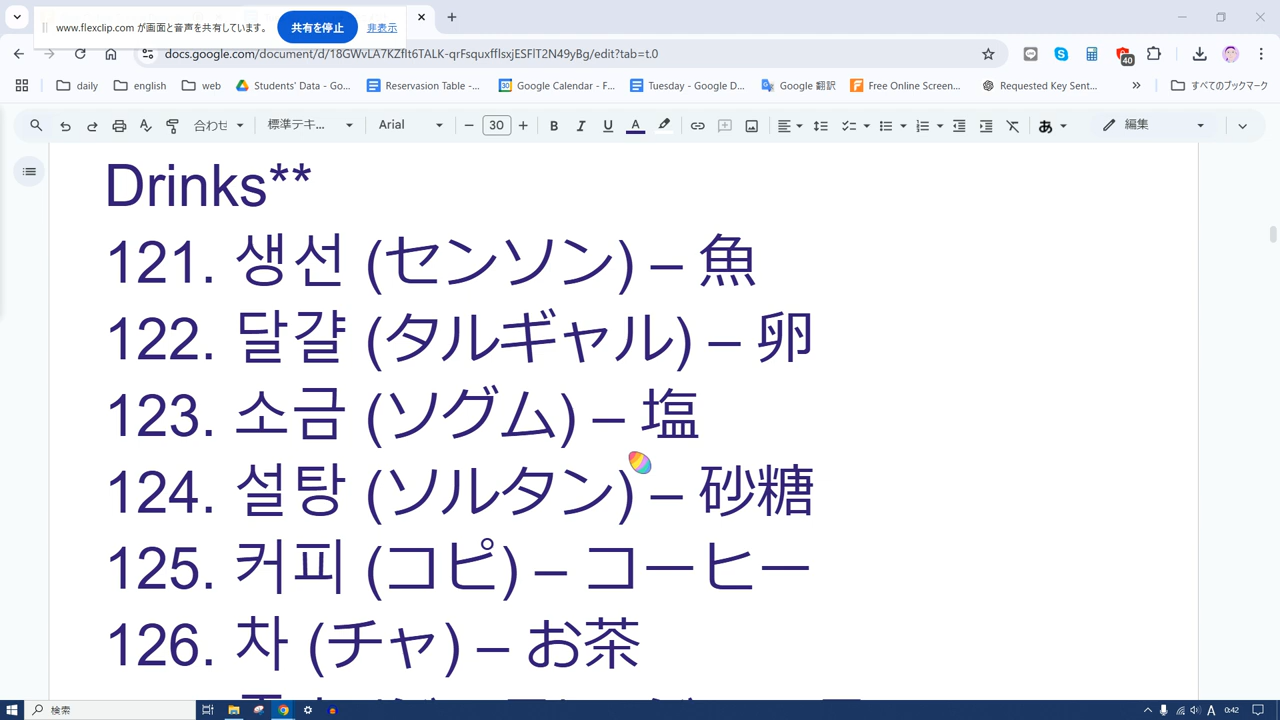 www.flexclip.com が画面と音声を共有しています。 共有を停止 非表示
docs.google.com/document/d/18GWyLA7KZflt6TALK-grFsquxfflsxjESFlT2N49yBg/edit?tab=t.0
40
daily english web Students' Data - Go... Reservasion Table -... Google Calendar - F... Tuesday - Google D... Google 翻訳 Free Online Screen... Requested Key Sent... » すべてのブックマーク
合わせ 標準テキ... Arial 30 B I U A あ 編集
Drinks**
121. 생선 (センソン) – 魚
122. 달걀 (タルギャル) – 卵
123. 소금 (ソグム) – 塩
124. 설탕 (ソルタン) – 砂糖
125. 커피 (コピ) – コーヒー
126. 차 (チャ) – お茶
検索 A 0:42